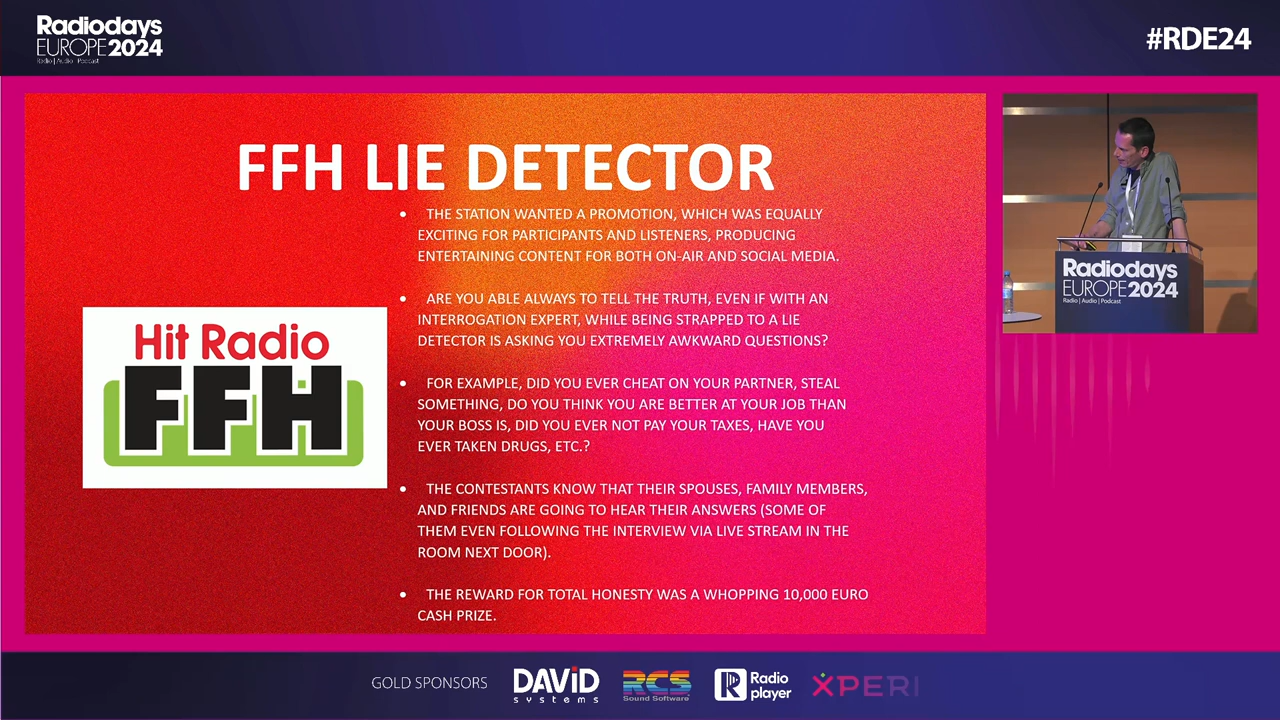 Radiodays
EUROPE 2024
Radio | Audio | Podcast
#RDE24
FFH LIE DETECTOR
• THE STATION WANTED A PROMOTION, WHICH WAS EQUALLY
EXCITING FOR PARTICIPANTS AND LISTENERS, PRODUCING
ENTERTAINING CONTENT FOR BOTH ON-AIR AND SOCIAL MEDIA.
• ARE YOU ABLE ALWAYS TO TELL THE TRUTH, EVEN IF WITH AN
INTERROGATION EXPERT, WHILE BEING STRAPPED TO A LIE
DETECTOR IS ASKING YOU EXTREMELY AWKWARD QUESTIONS?
• FOR EXAMPLE, DID YOU EVER CHEAT ON YOUR PARTNER, STEAL
SOMETHING, DO YOU THINK YOU ARE BETTER AT YOUR JOB THAN
YOUR BOSS IS, DID YOU EVER NOT PAY YOUR TAXES, HAVE YOU
EVER TAKEN DRUGS, ETC.?
• THE CONTESTANTS KNOW THAT THEIR SPOUSES, FAMILY MEMBERS,
AND FRIENDS ARE GOING TO HEAR THEIR ANSWERS (SOME OF
THEM EVEN FOLLOWING THE INTERVIEW VIA LIVE STREAM IN THE
ROOM NEXT DOOR).
• THE REWARD FOR TOTAL HONESTY WAS A WHOPPING 10,000 EURO
CASH PRIZE.
Hit Radio
FFH
Radiodays
EUROPE 2024
Radio | Audio | Podcast
GOLD SPONSORS
DAViD
systems
RCS
Sound Software
Radio
player
XPERI